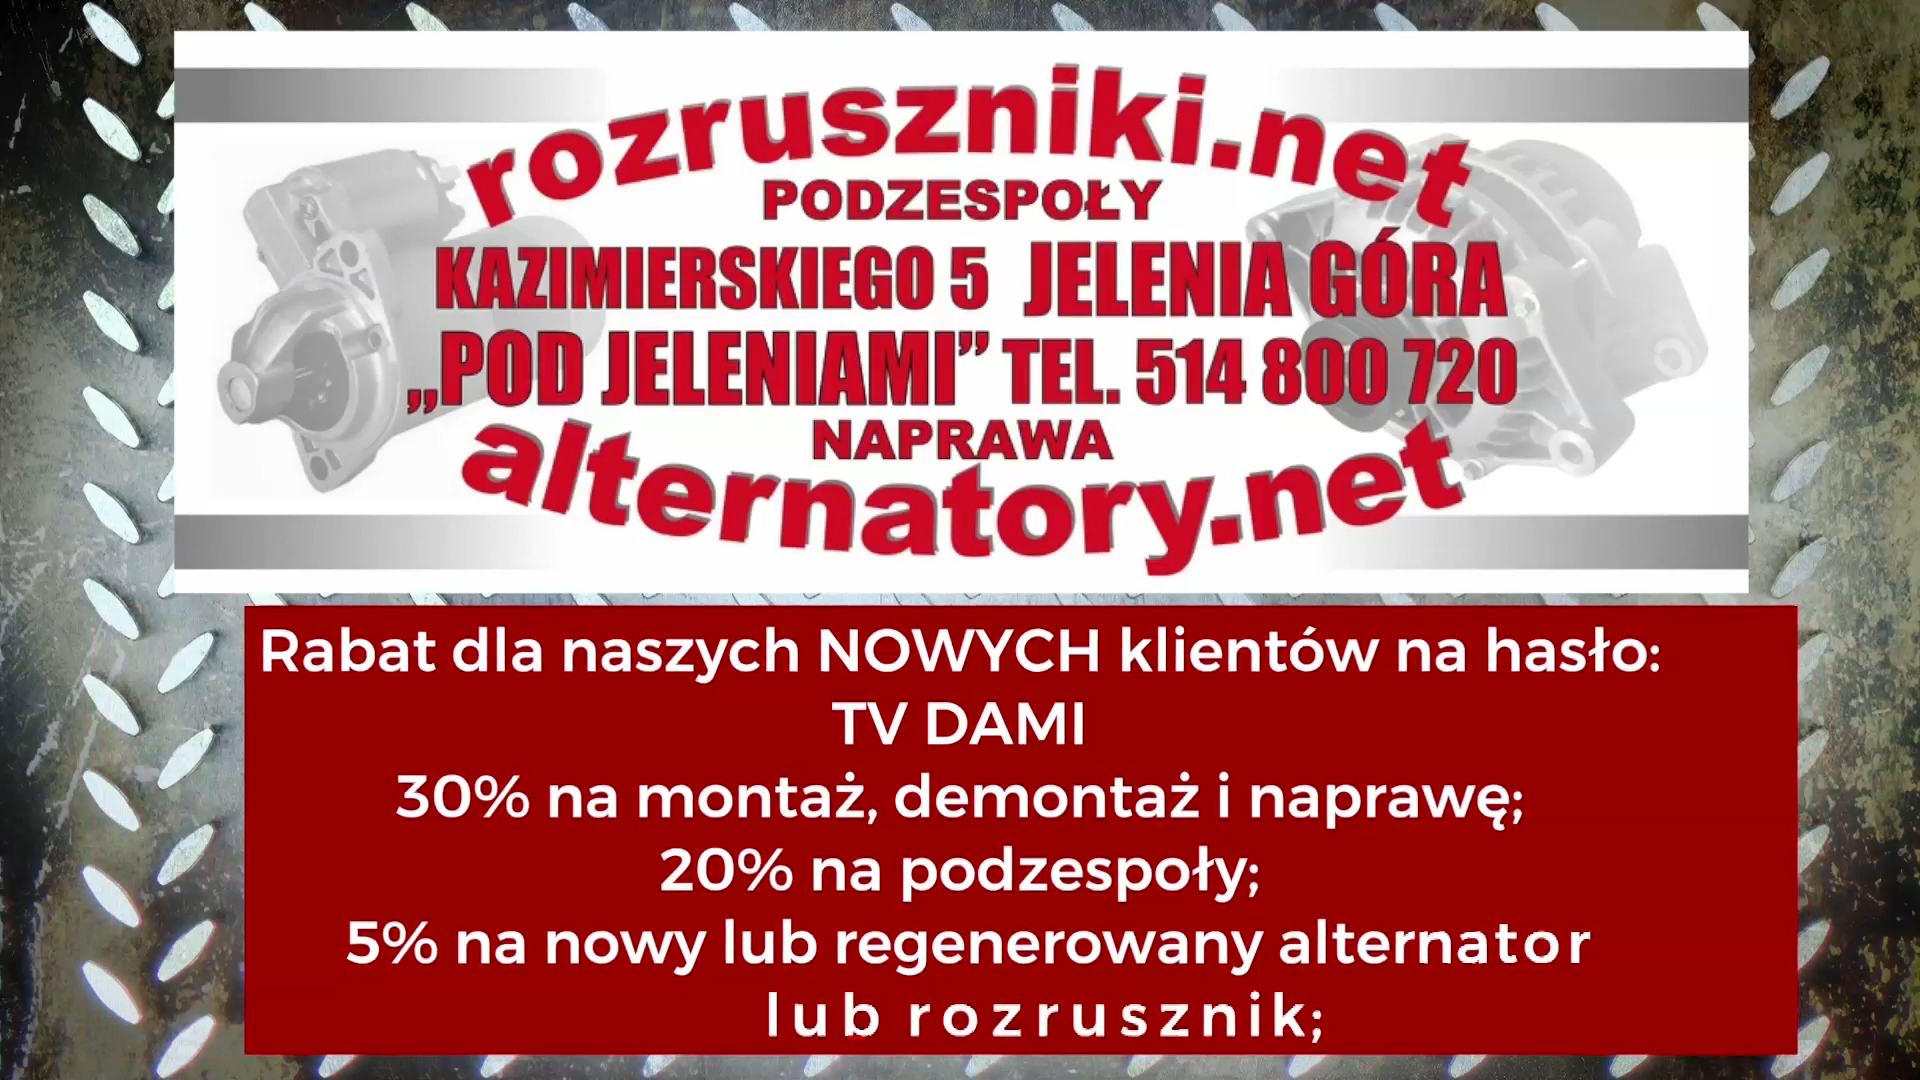 rozruszniki.net
PODZESPOŁY
KAZIMIERSKIEGO 5 JELENIA GÓRA
„POD JELENIAMI” TEL. 514 800 720
NAPRAWA
alternatory.net
Rabat dla naszych NOWYCH klientów na hasło:
TV DAMI
30% na montaż, demontaż i naprawę;
20% na podzespoły;
5% na nowy lub regenerowany alternator
lub rozrusznik;